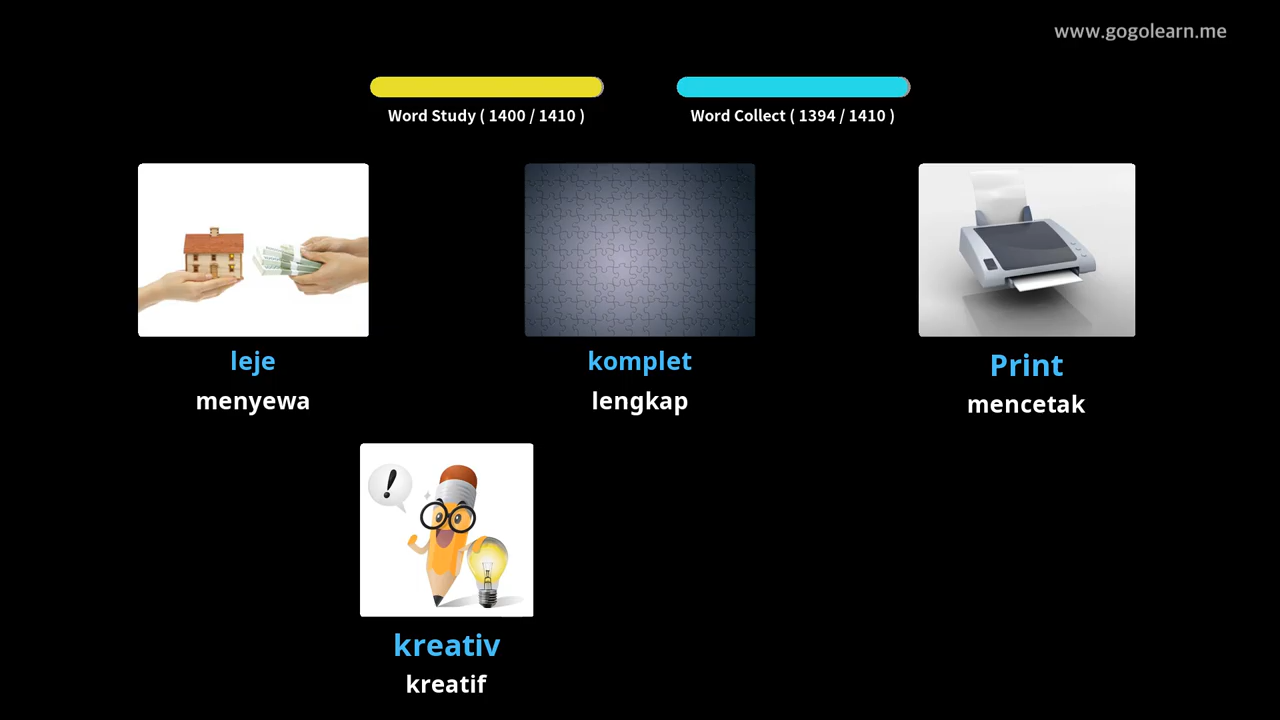 www.gogolearn.me
Word Study ( 1400 / 1410 )
Word Collect ( 1394 / 1410 )
leje
menyewa
komplet
lengkap
Print
mencetak
!
kreativ
kreatif